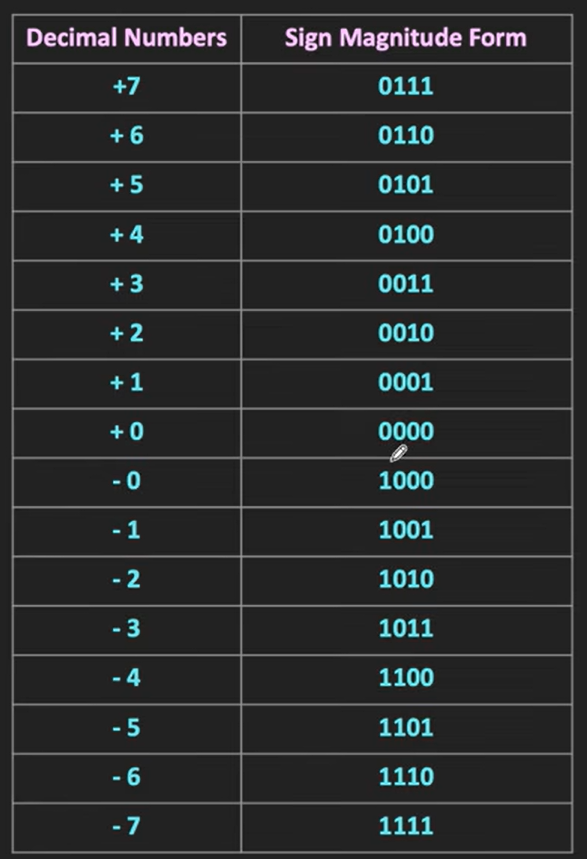 Decimal Numbers Sign Magnitude Form
+7 0111
+ 6 0110
+ 5 0101
+ 4 0100
+ 3 0011
+ 2 0010
+ 1 0001
+ 0 0000
- 0 1000
- 1 1001
- 2 1010
- 3 1011
- 4 1100
- 5 1101
- 6 1110
- 7 1111